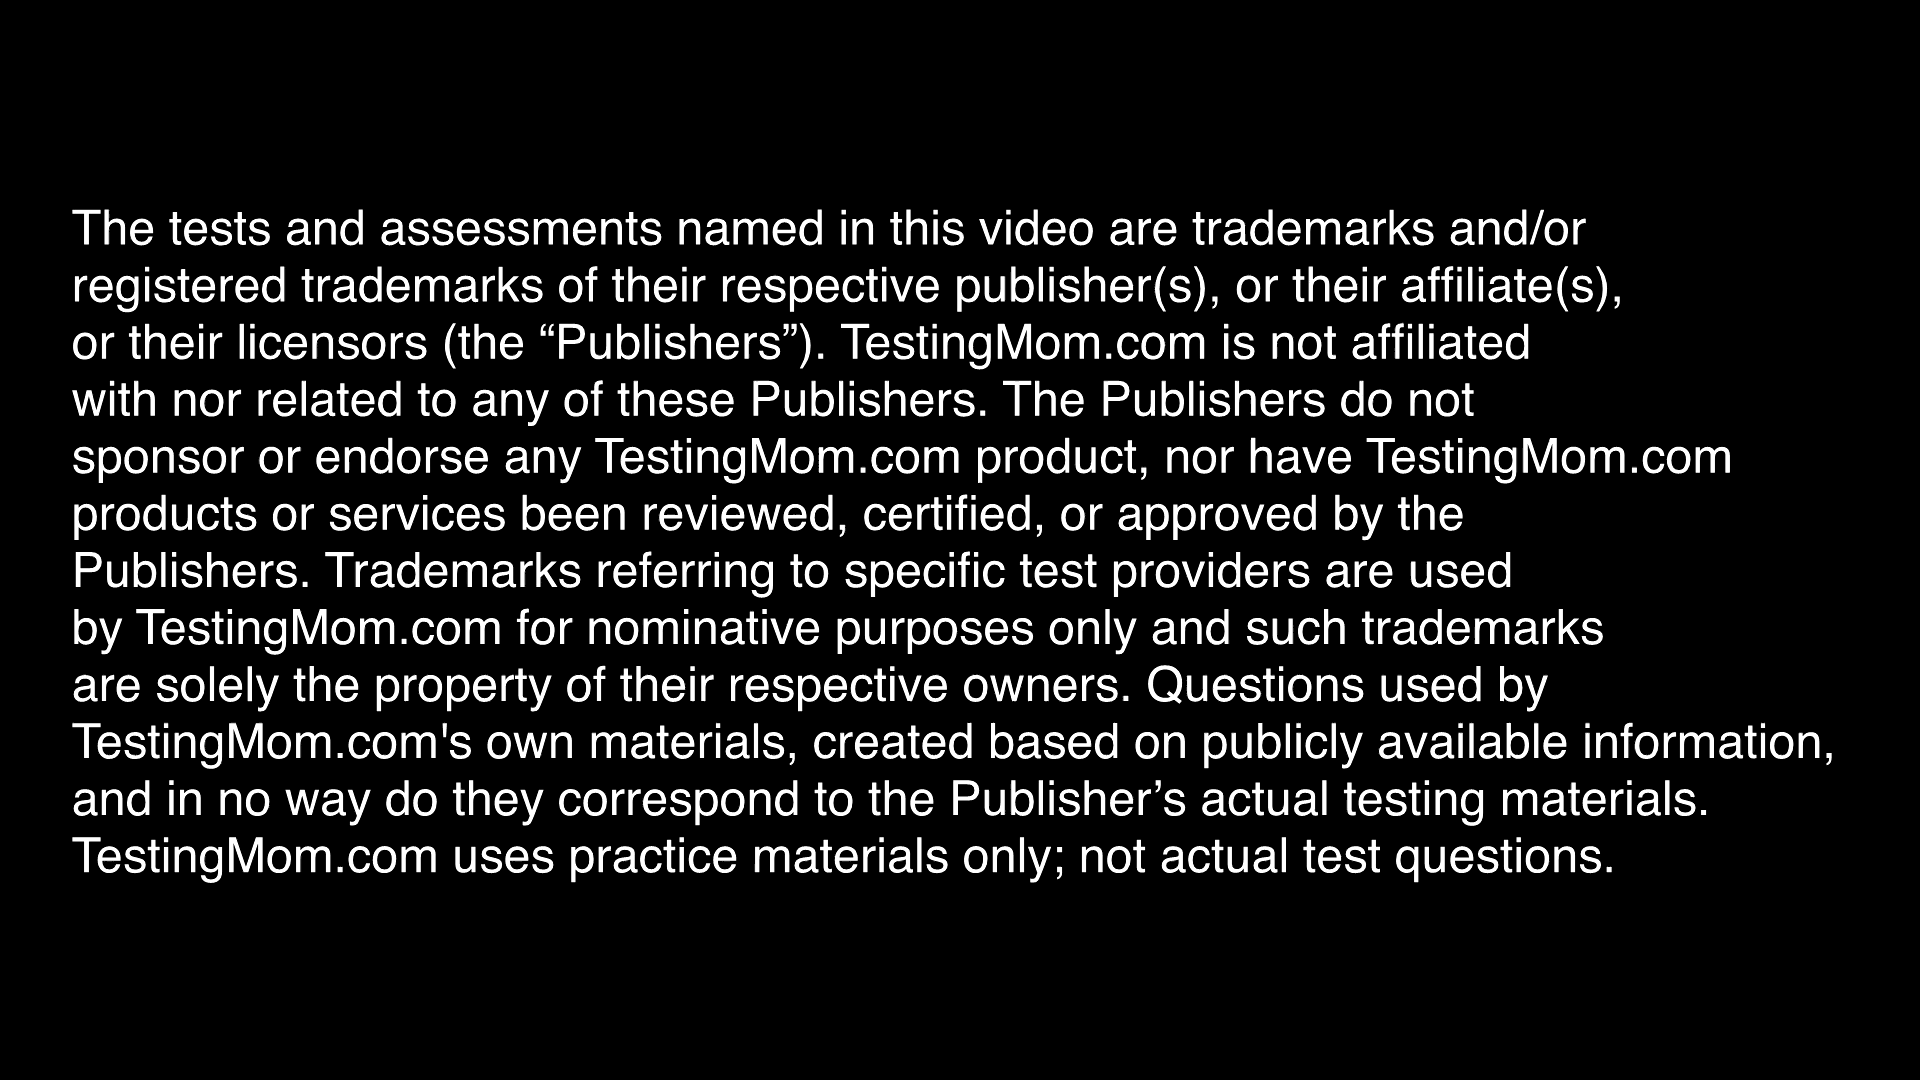 The tests and assessments named in this video are trademarks and/or
registered trademarks of their respective publisher(s), or their affiliate(s),
or their licensors (the “Publishers”). TestingMom.com is not affiliated
with nor related to any of these Publishers. The Publishers do not
sponsor or endorse any TestingMom.com product, nor have TestingMom.com
products or services been reviewed, certified, or approved by the
Publishers. Trademarks referring to specific test providers are used
by TestingMom.com for nominative purposes only and such trademarks
are solely the property of their respective owners. Questions used by
TestingMom.com's own materials, created based on publicly available information,
and in no way do they correspond to the Publisher’s actual testing materials.
TestingMom.com uses practice materials only; not actual test questions.